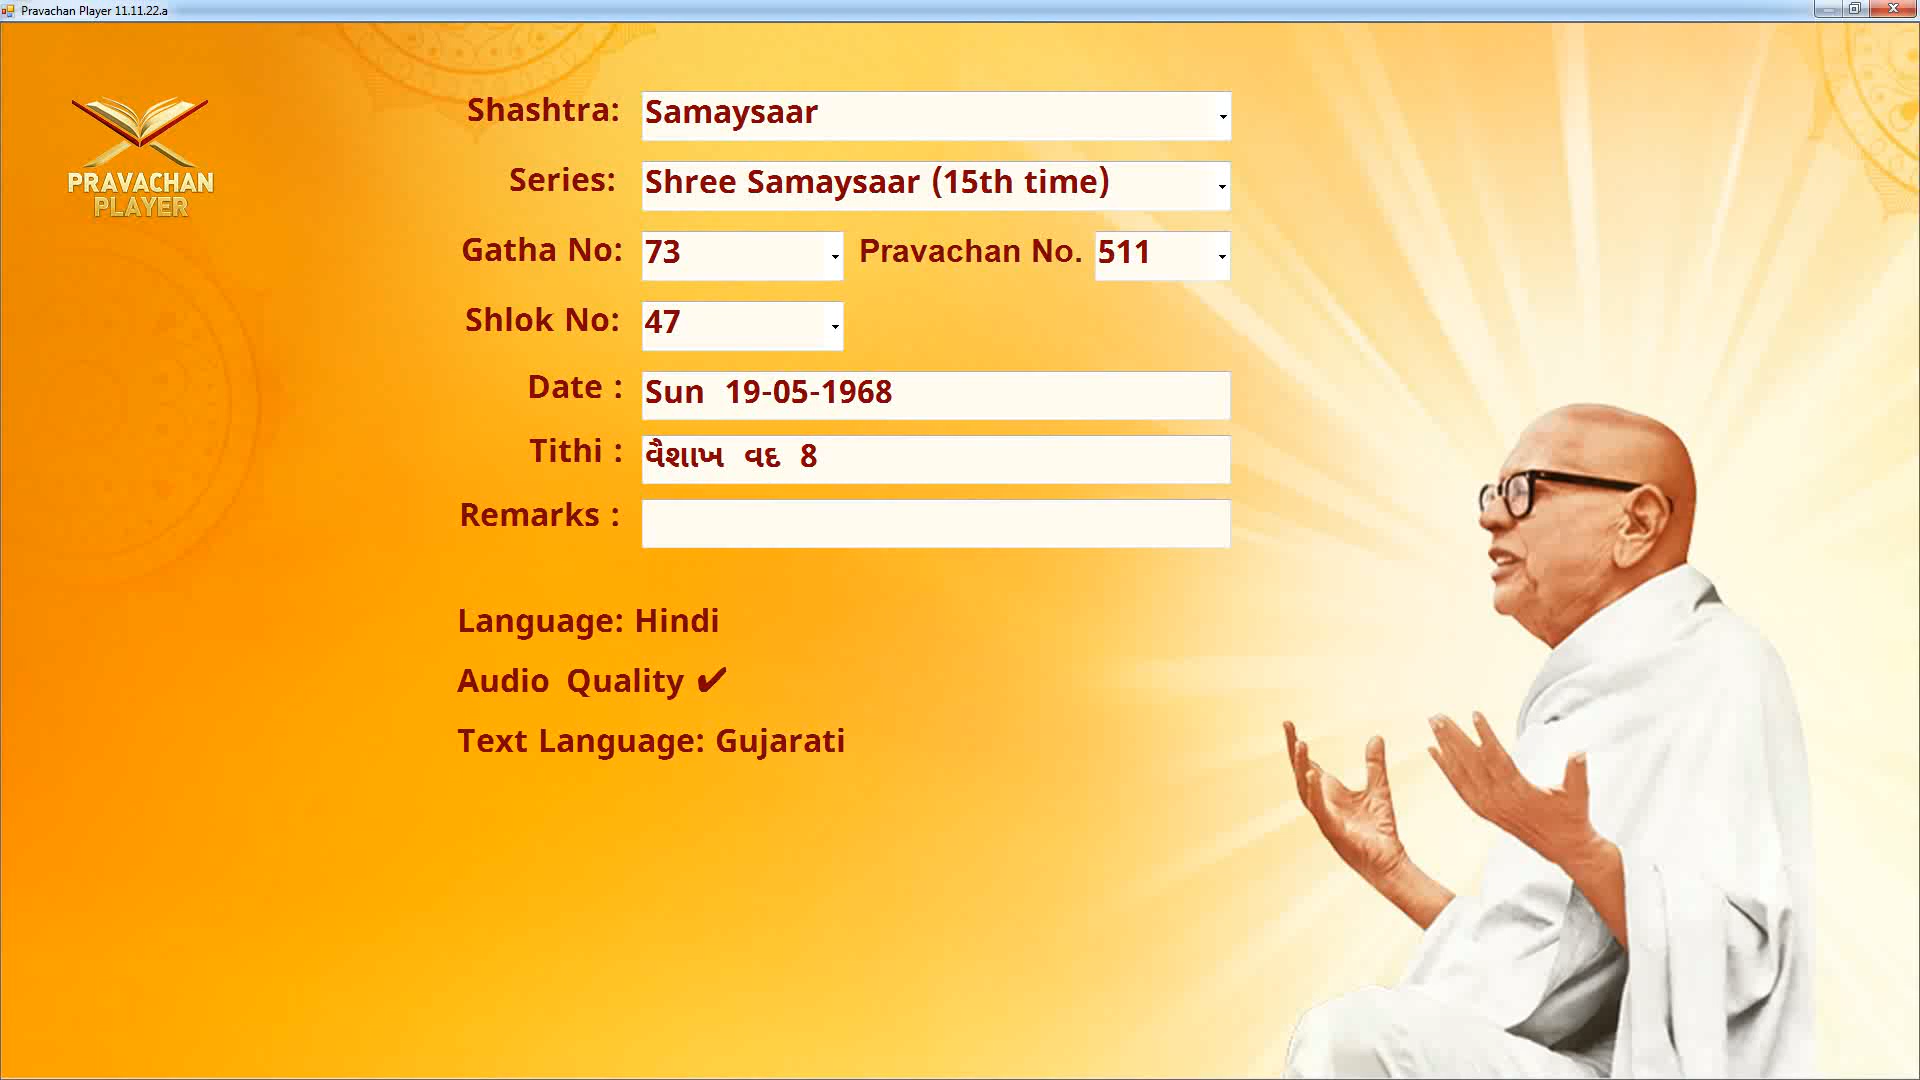 Pravachan Player 11.11.22.a
PRAVACHAN
PLAYER
Shashtra: Samaysaar
Series: Shree Samaysaar (15th time)
Gatha No: 73 Pravachan No. 511
Shlok No: 47
Date : Sun 19-05-1968
Tithi : વૈશાખ વદ 8
Remarks :
Language: Hindi
Audio Quality ✔
Text Language: Gujarati